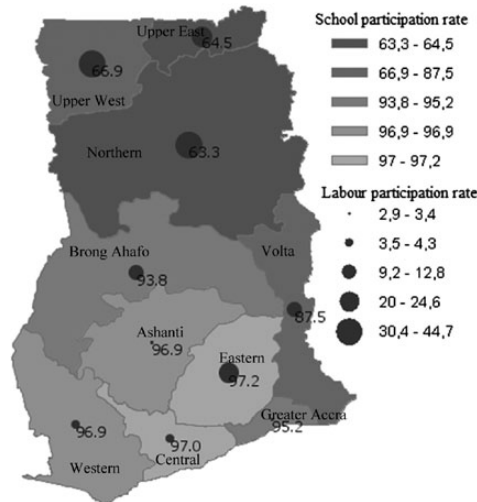 School participation rate
63,3 - 64,5
66,9 - 87,5
93,8 - 95,2
96,9 - 96,9
97 - 97,2
Labour participation rate
2,9 - 3,4
3,5 - 4,3
9,2 - 12,8
20 - 24,6
30,4 - 44,7
Upper East
64.5
66.9
Upper West
Northern
63.3
Brong Ahafo
93.8
Volta
87.5
Ashanti
96.9
Eastern
97.2
Greater Accra
95.2
96.9
Western
97.0
Central